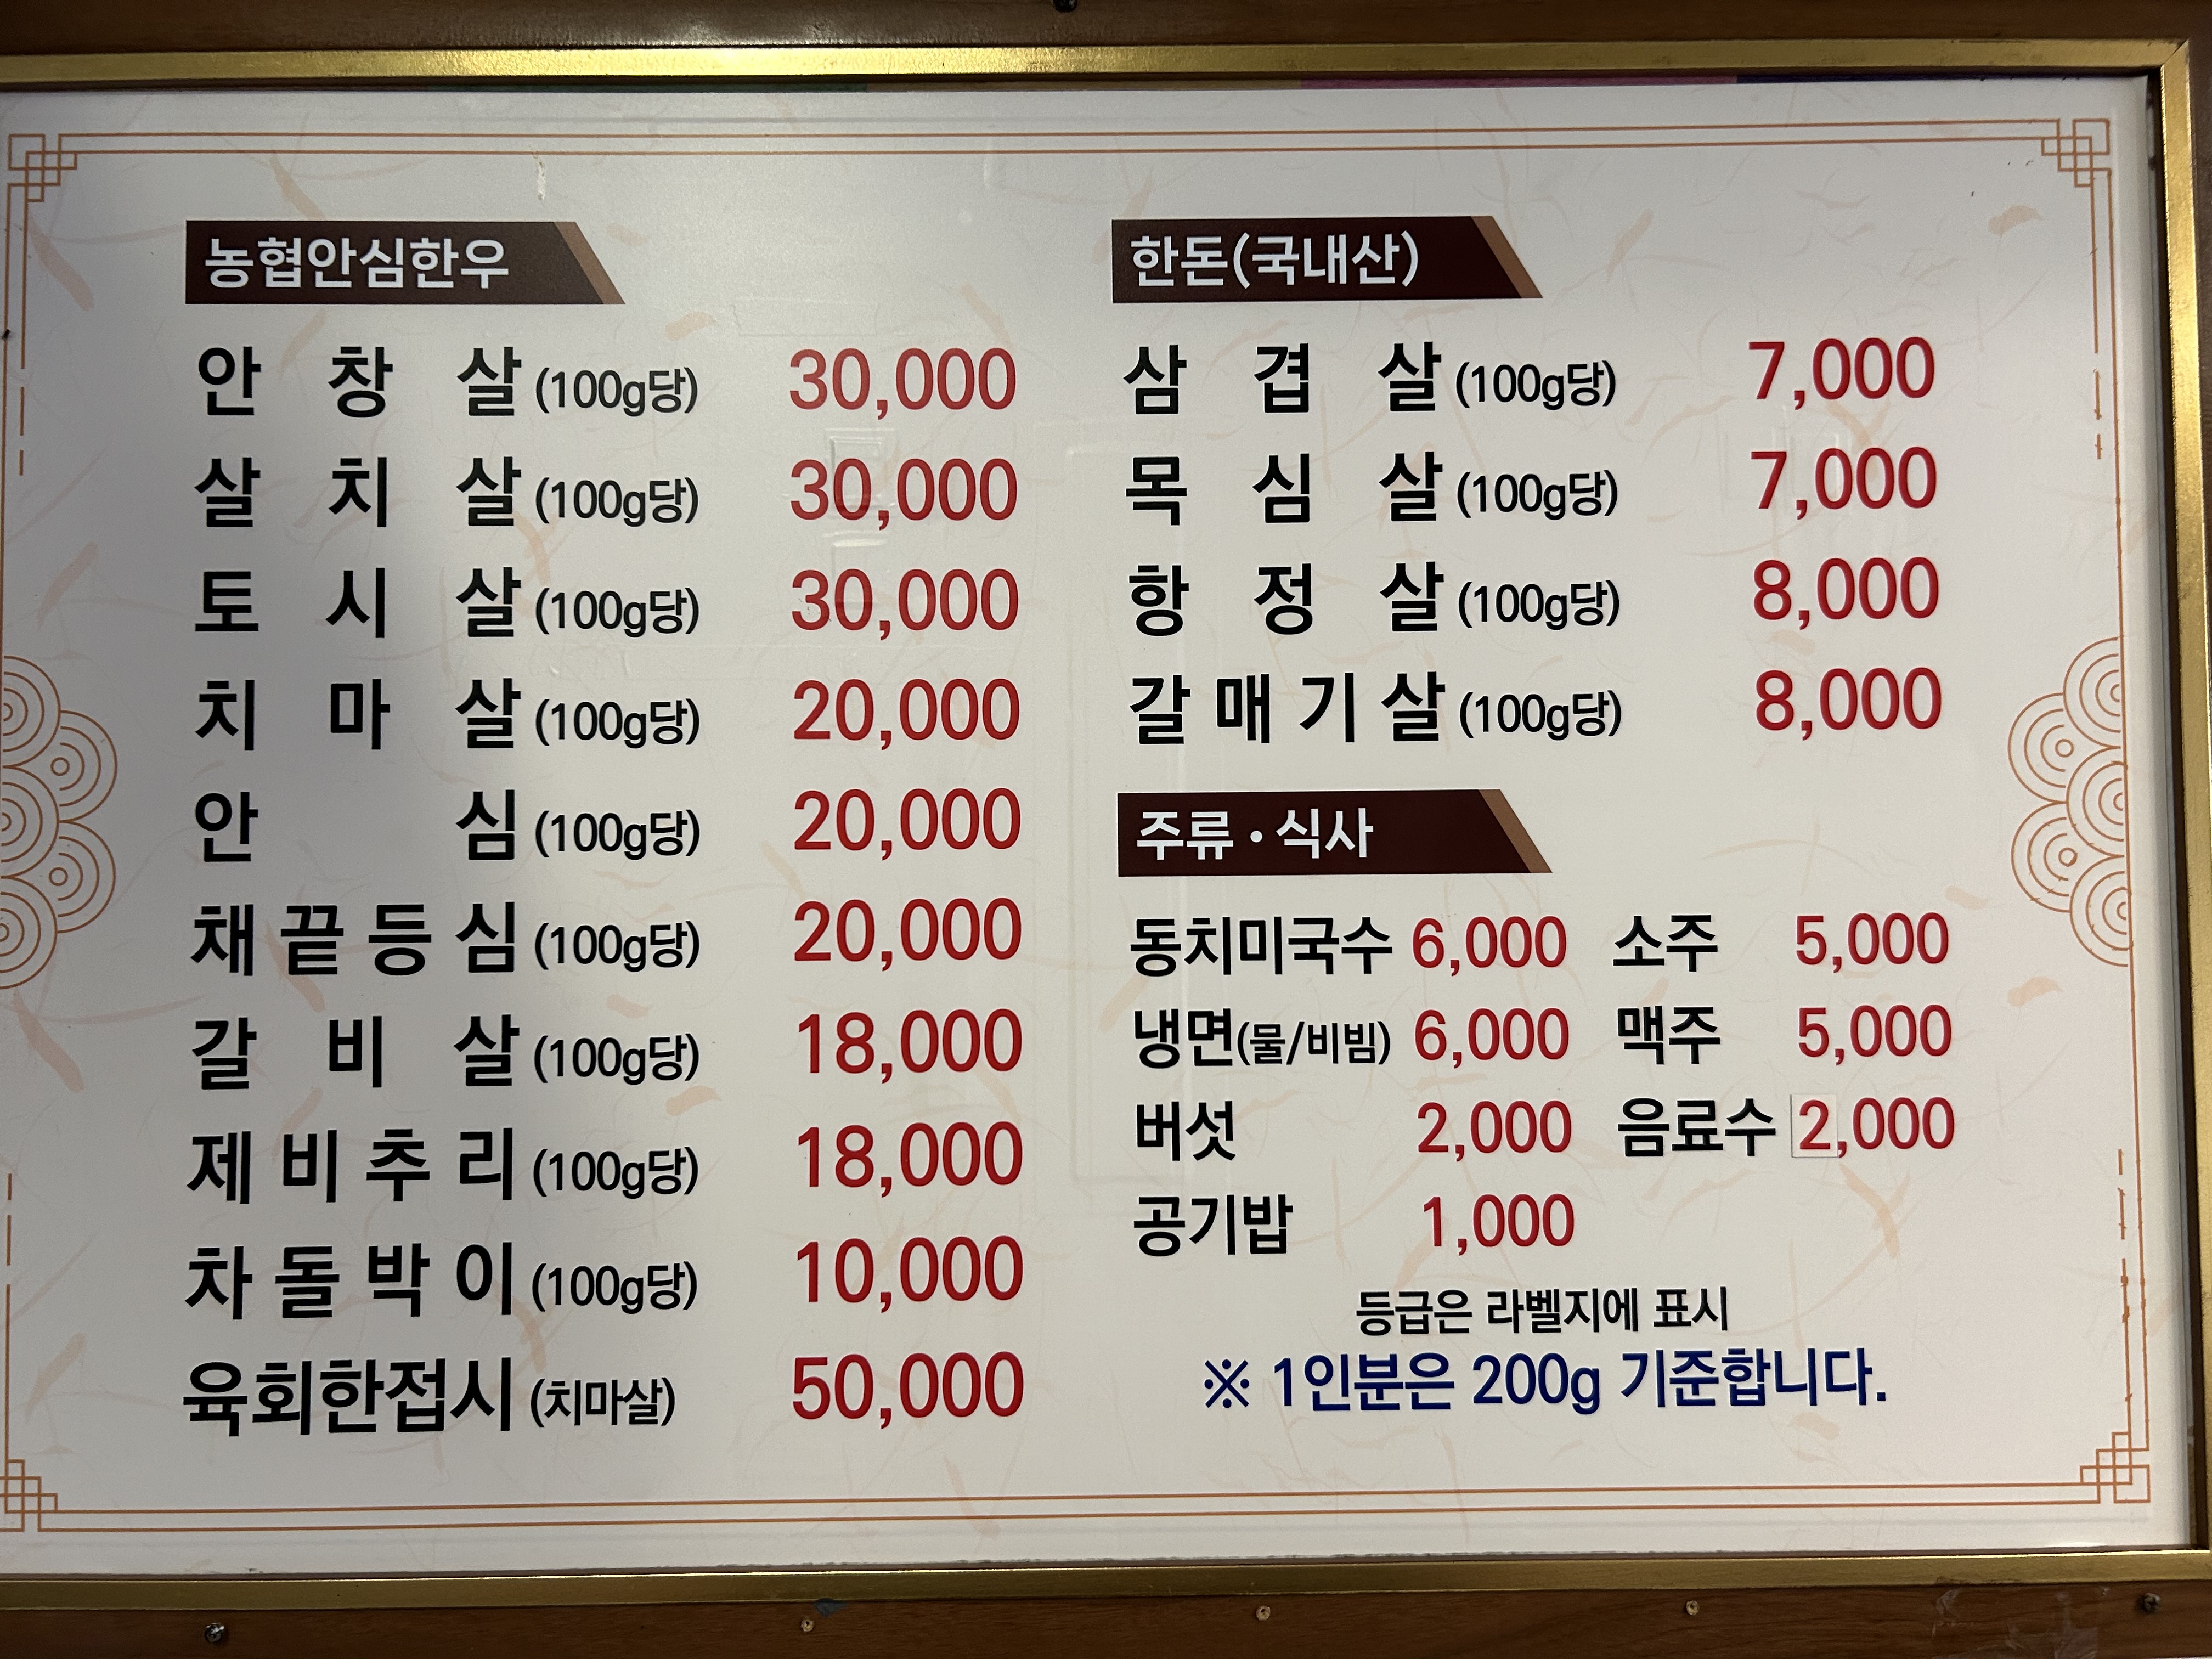 농협안심한우
안창살 (100g당) 30,000
살치살 (100g당) 30,000
토시살 (100g당) 30,000
치마살 (100g당) 20,000
안심 (100g당) 20,000
채끝등심 (100g당) 20,000
갈비살 (100g당) 18,000
제비추리 (100g당) 18,000
차돌박이 (100g당) 10,000
육회한접시 (치마살) 50,000
한돈(국내산)
삼겹살 (100g당) 7,000
목심살 (100g당) 7,000
항정살 (100g당) 8,000
갈매기살 (100g당) 8,000
주류·식사
동치미국수 6,000 소주 5,000
냉면(물/비빔) 6,000 맥주 5,000
버섯 2,000 음료수 2,000
공기밥 1,000
등급은 라벨지에 표시
※ 1인분은 200g 기준합니다.